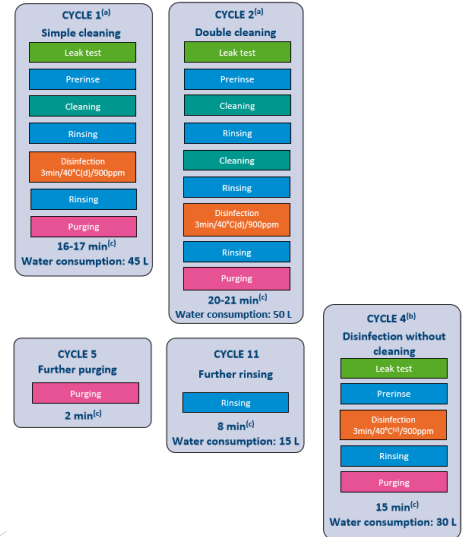 CYCLE 1(a)
Simple cleaning
Leak test
Prerinse
Cleaning
Rinsing
Disinfection
3min/40°C(d)/900ppm
Rinsing
Purging
16-17 min(c)
Water consumption: 45 L
CYCLE 2(a)
Double cleaning
Leak test
Prerinse
Cleaning
Rinsing
Cleaning
Rinsing
Disinfection
3min/40°C(d)/900ppm
Rinsing
Purging
20-21 min(c)
Water consumption: 50 L
CYCLE 5
Further purging
Purging
2 min(c)
CYCLE 11
Further rinsing
Rinsing
8 min(c)
Water consumption: 15 L
CYCLE 4(b)
Disinfection without
cleaning
Leak test
Prerinse
Disinfection
3min/40°C(d)/900ppm
Rinsing
Purging
15 min(c)
Water consumption: 30 L